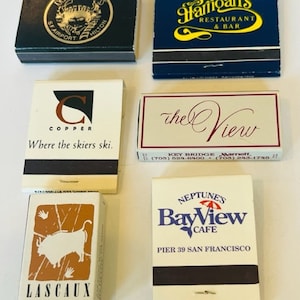 RESTAURANT
& BAR
C
COPPER
Where the skiers ski.
the View
KEY BRIDGE Marriott
NEPTUNE'S
BayView
CAFE
PIER 39 SAN FRANCISCO
LASCAUX